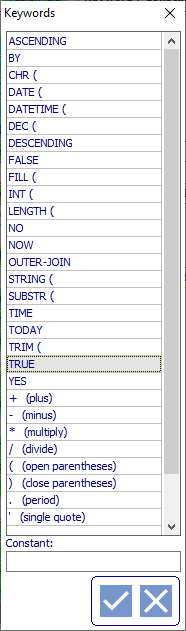 Keywords
ASCENDING
BY
CHR (
DATE (
DATETIME (
DEC (
DESCENDING
FALSE
FILL (
INT (
LENGTH (
NO
NOW
OUTER-JOIN
STRING (
SUBSTR (
TIME
TODAY
TRIM (
TRUE
YES
+ (plus)
- (minus)
* (multiply)
/ (divide)
( (open parentheses)
) (close parentheses)
. (period)
' (single quote)
Constant: